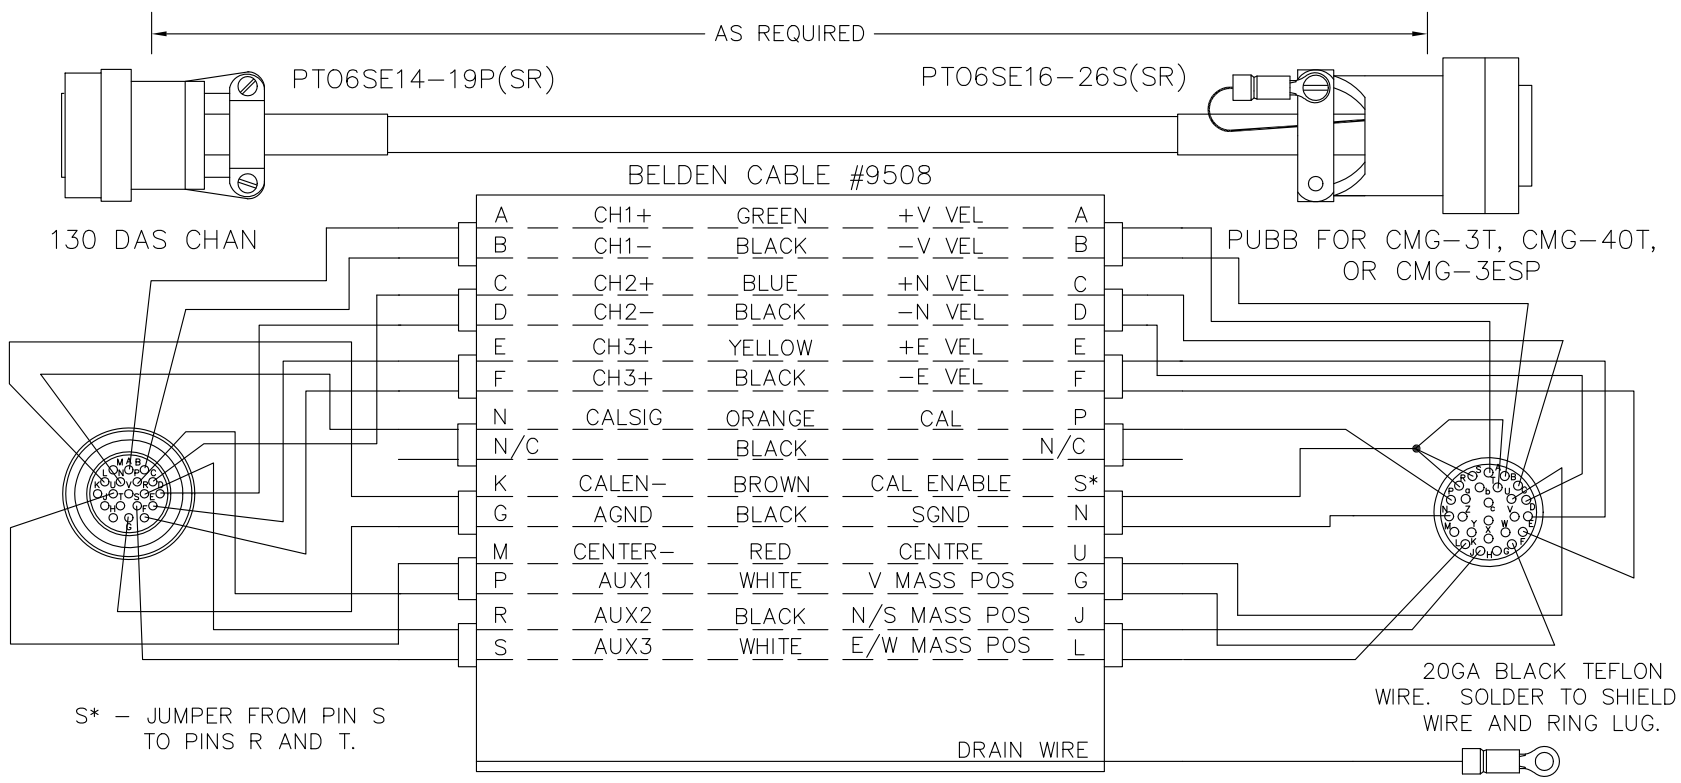 AS REQUIRED
PT06SE14-19P(SR)
PT06SE16-26S(SR)
BELDEN CABLE #9508
130 DAS CHAN
PUBB FOR CMG-3T, CMG-40T,
OR CMG-3ESP
A CH1+ GREEN +V VEL A
B CH1- BLACK -V VEL B
C CH2+ BLUE +N VEL C
D CH2- BLACK -N VEL D
E CH3+ YELLOW +E VEL E
F CH3+ BLACK -E VEL F
N CALSIG ORANGE CAL P
N/C BLACK N/C
K CALEN- BROWN CAL ENABLE S*
G AGND BLACK SGND N
M CENTER- RED CENTRE U
P AUX1 WHITE V MASS POS G
R AUX2 BLACK N/S MASS POS J
S AUX3 WHITE E/W MASS POS L
M A B
L N P C
K U V R D
J T S E
H F
G
S A
R T B
P a b U C
N Z c V D
M Y X W E
L K F
J H G
S* - JUMPER FROM PIN S
TO PINS R AND T.
20GA BLACK TEFLON
WIRE. SOLDER TO SHIELD
WIRE AND RING LUG.
DRAIN WIRE